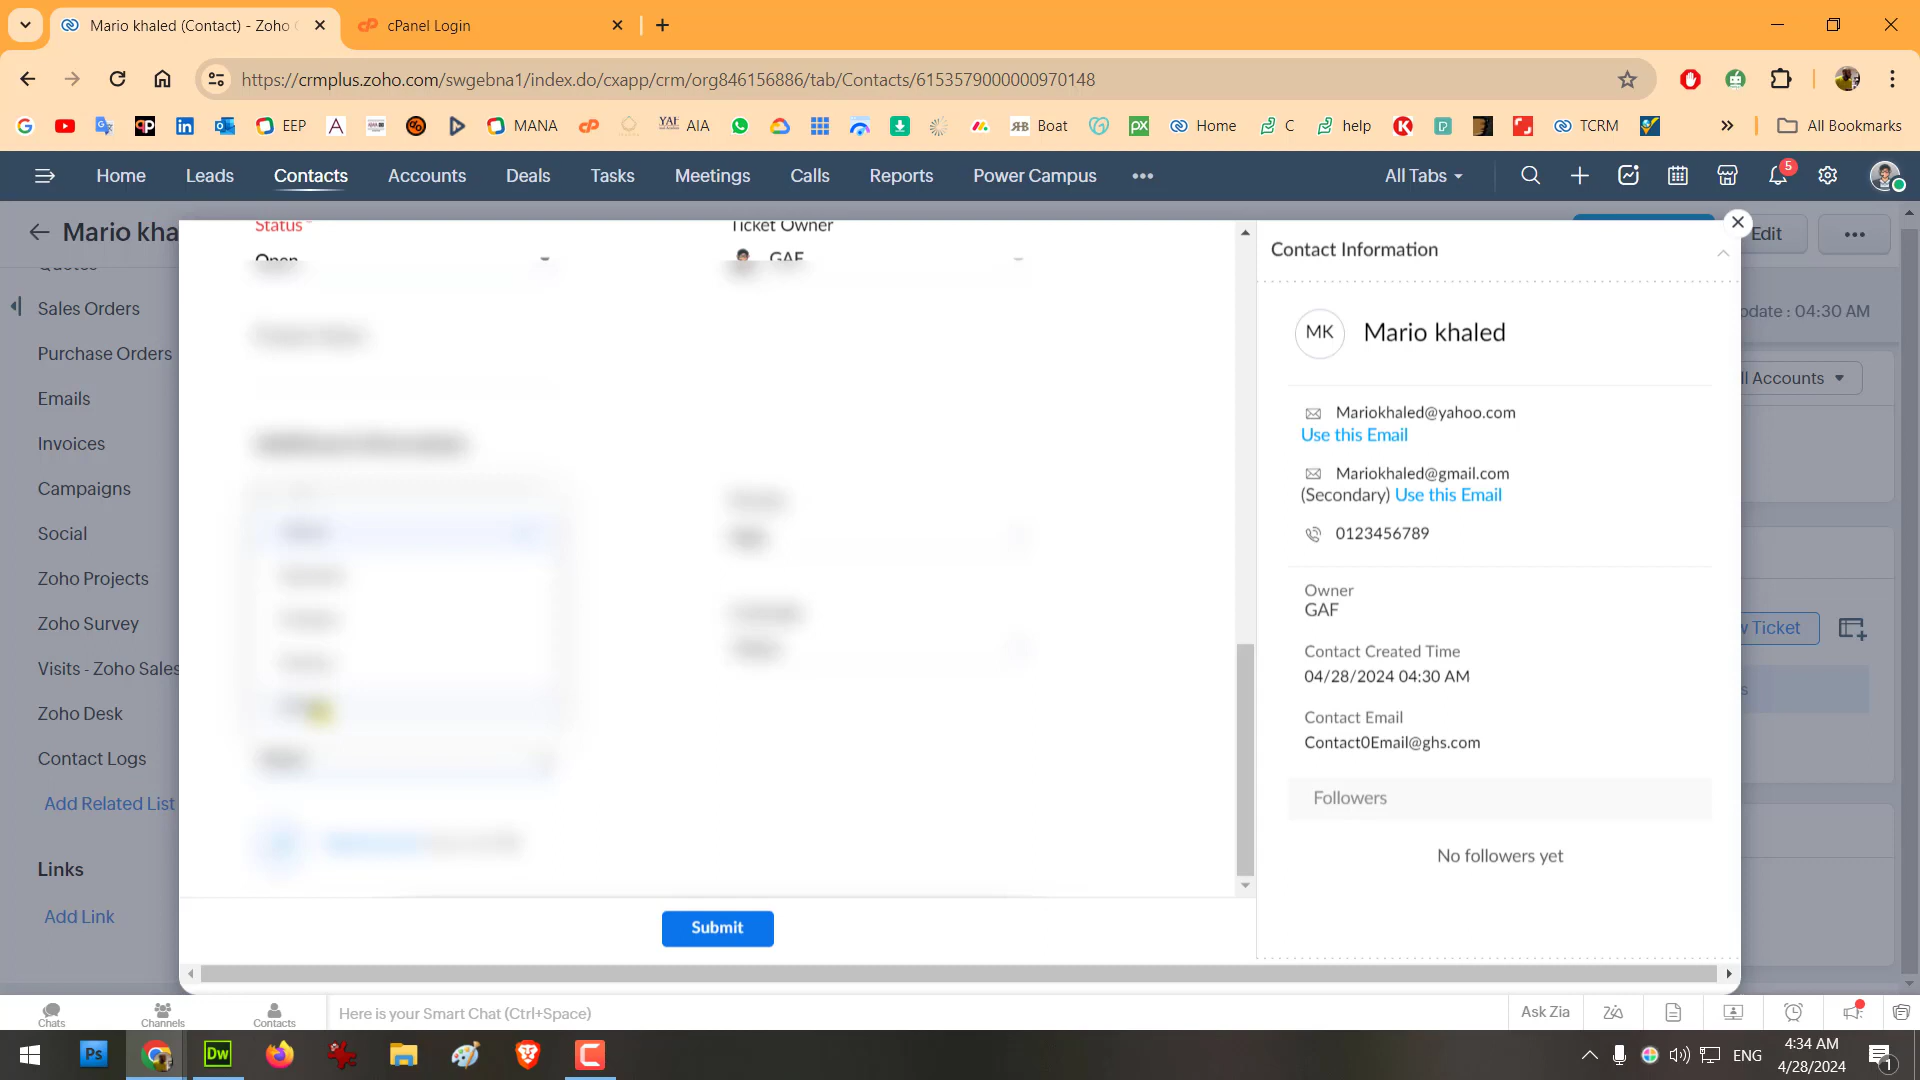 Mario khaled (Contact) - Zoho
cPanel Login
https://crmplus.zoho.com/swgebna1/index.do/cxapp/crm/org846156886/tab/Contacts/6153579000000970148
EEP
MANA
AIA
Boat
Home
C
help
TCRM
All Bookmarks
Home
Leads
Contacts
Accounts
Deals
Tasks
Meetings
Calls
Reports
Power Campus
All Tabs
5
Mario kha
Edit
Quotes
Sales Orders
Purchase Orders
Emails
Invoices
Campaigns
Social
Zoho Projects
Zoho Survey
Visits - Zoho Sales
Zoho Desk
Contact Logs
Add Related List
Links
Add Link
pdate : 04:30 AM
ll Accounts
w Ticket
s
Status
Ticket Owner
Open
GAF
Submit
Contact Information
MK
Mario khaled
Mariokhaled@yahoo.com
Use this Email
Mariokhaled@gmail.com
(Secondary) Use this Email
0123456789
Owner
GAF
Contact Created Time
04/28/2024 04:30 AM
Contact Email
Contact0Email@ghs.com
Followers
No followers yet
Chats
Channels
Contacts
Here is your Smart Chat (Ctrl+Space)
Ask Zia
Ps
Dw
ENG
4:34 AM
4/28/2024
1